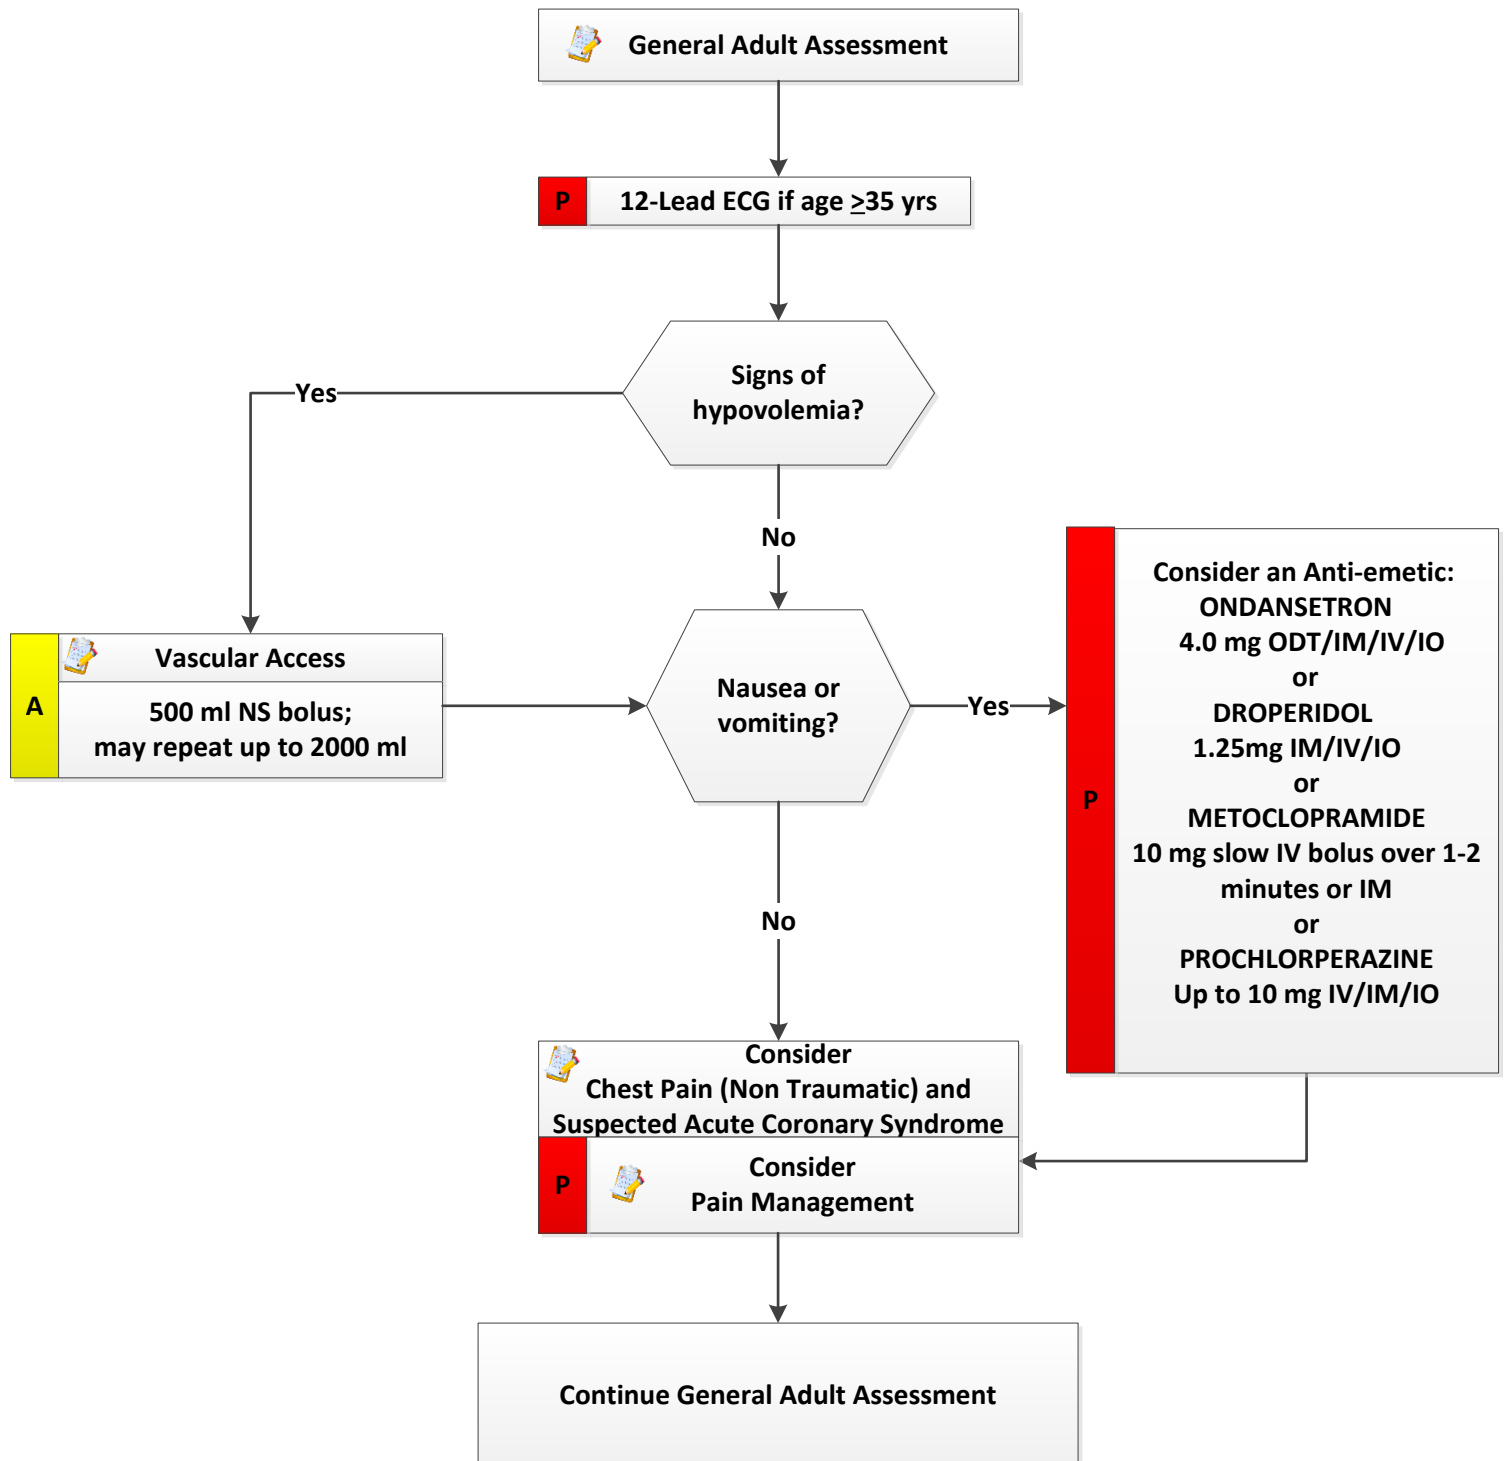 General Adult Assessment
P
12-Lead ECG if age ≥35 yrs
Signs of
hypovolemia?
Yes
No
A
Vascular Access
500 ml NS bolus;
may repeat up to 2000 ml
Nausea or
vomiting?
Yes
No
P
Consider an Anti-emetic:
ONDANSETRON
4.0 mg ODT/IM/IV/IO
or
DROPERIDOL
1.25mg IM/IV/IO
or
METOCLOPRAMIDE
10 mg slow IV bolus over 1-2
minutes or IM
or
PROCHLORPERAZINE
Up to 10 mg IV/IM/IO
Consider
Chest Pain (Non Traumatic) and
Suspected Acute Coronary Syndrome
P
Consider
Pain Management
Continue General Adult Assessment